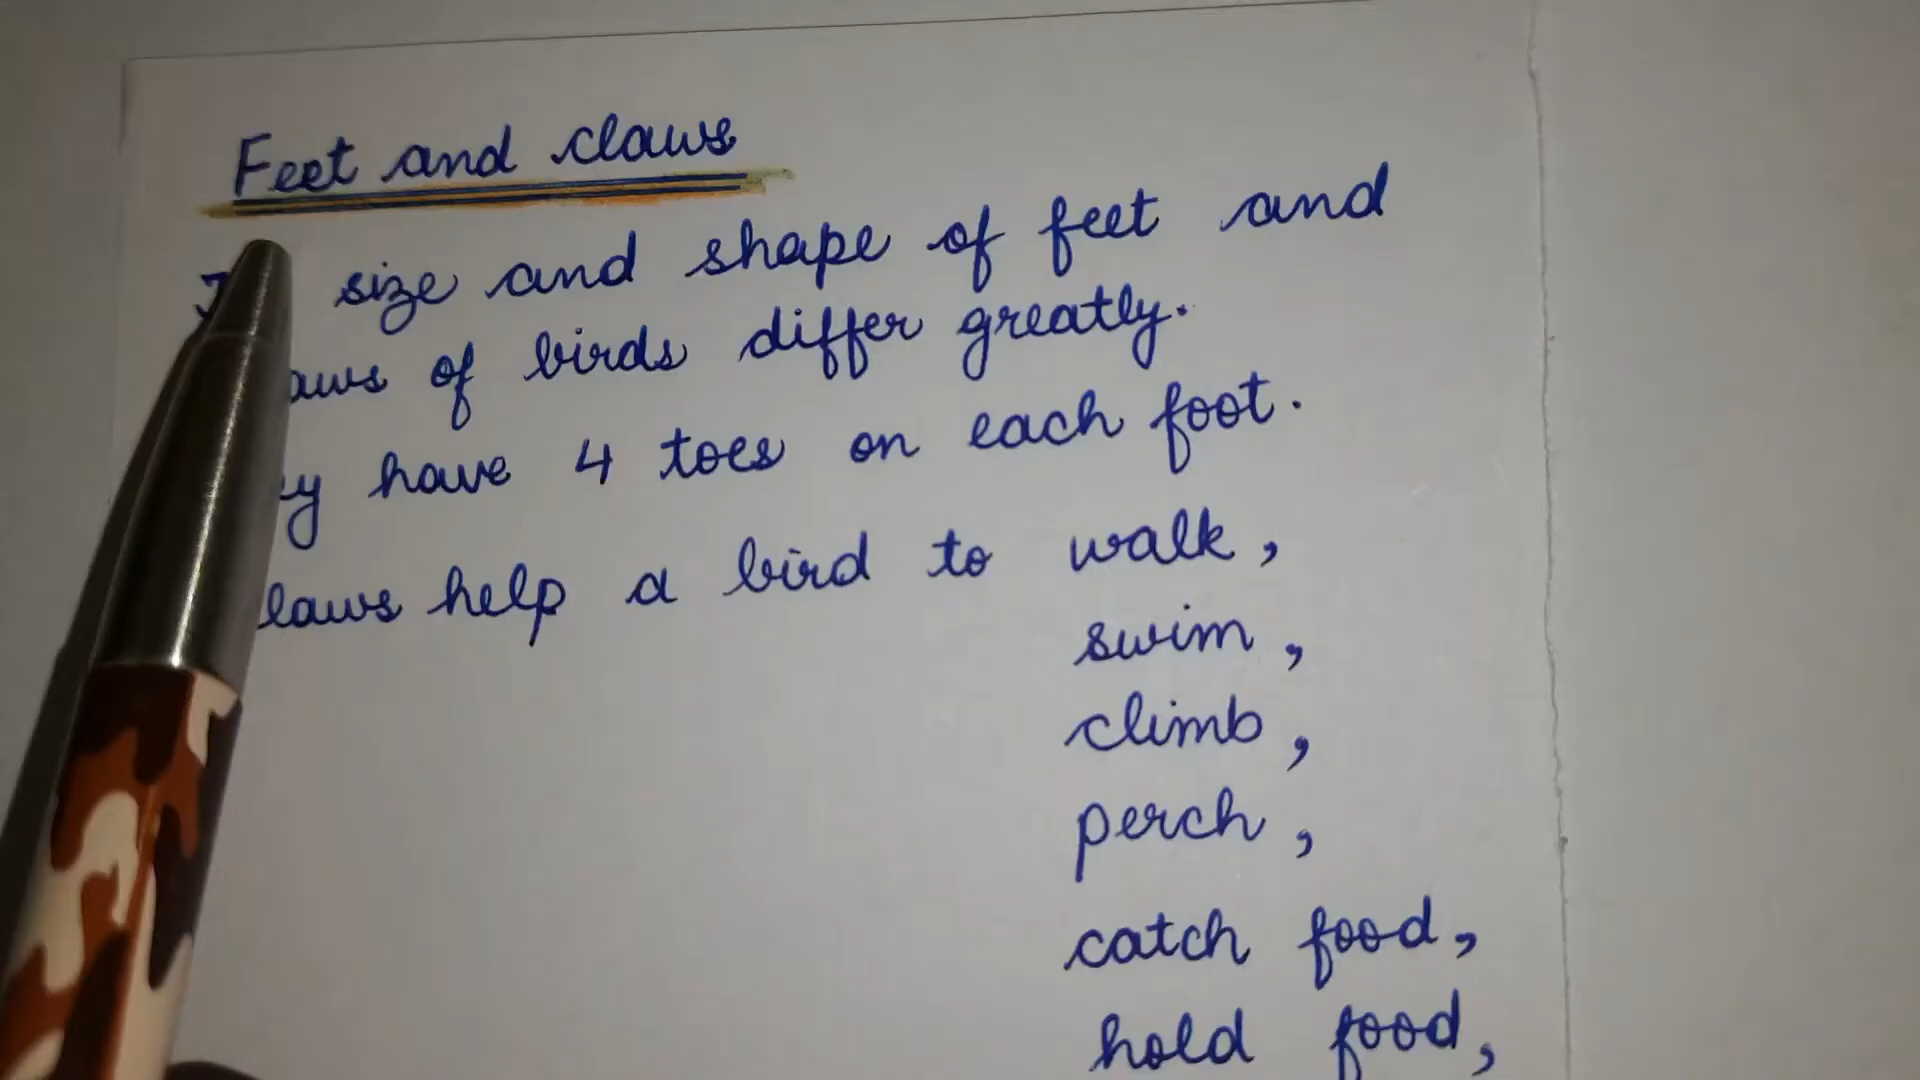 Feet and claws
size and shape of feet and
aws of birds differ greatly.
y have 4 toes on each foot.
laws help a bird to walk,
swim,
climb,
perch,
catch food,
hold food,